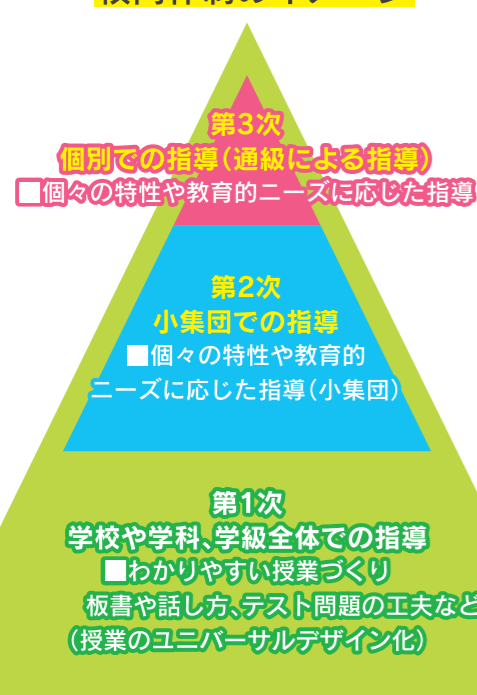 第3次
個別での指導（通級による指導）
■個々の特性や教育的ニーズに応じた指導
第2次
小集団での指導
■個々の特性や教育的
ニーズに応じた指導（小集団）
第1次
学校や学科、学級全体での指導
■わかりやすい授業づくり
板書や話し方、テスト問題の工夫など
（授業のユニバーサルデザイン化）